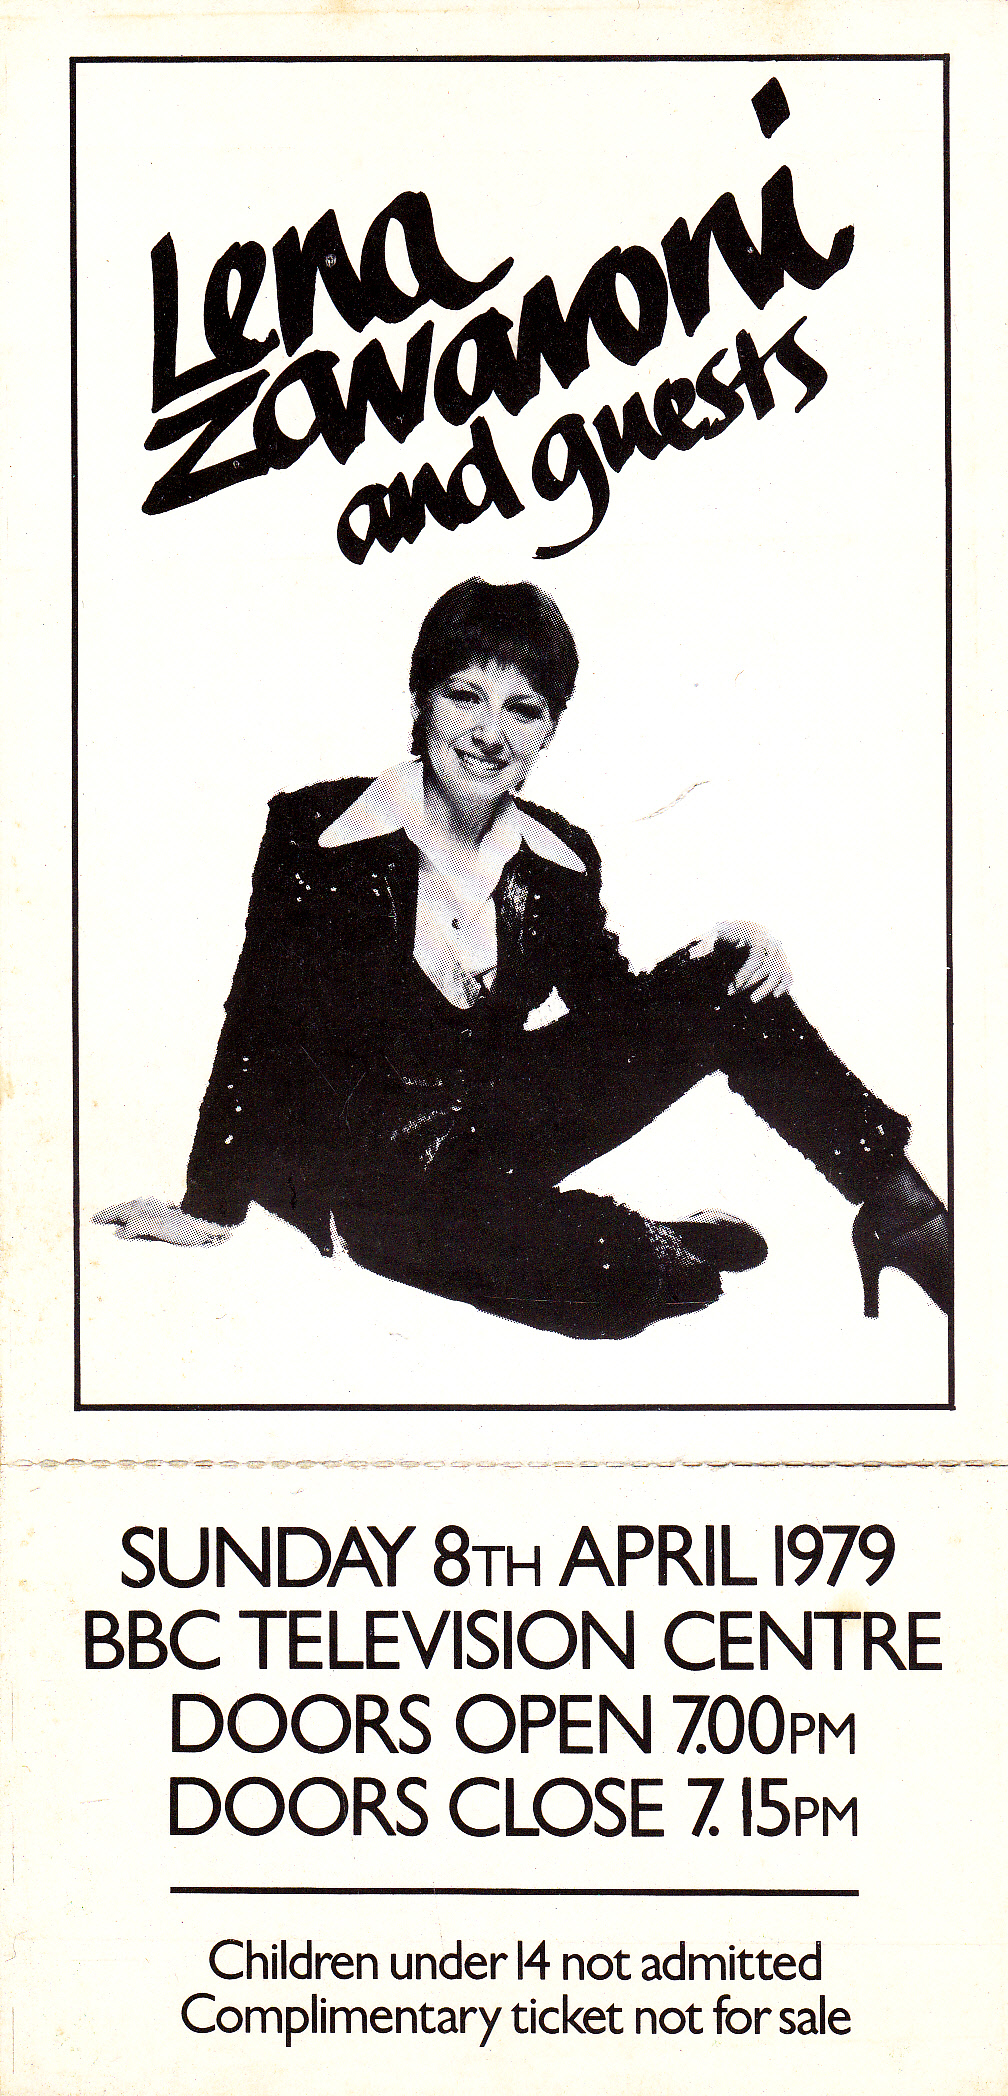 Lena
Zavaroni
and guests
SUNDAY 8TH APRIL 1979
BBC TELEVISION CENTRE
DOORS OPEN 7.00PM
DOORS CLOSE 7.15PM
Children under 14 not admitted
Complimentary ticket not for sale